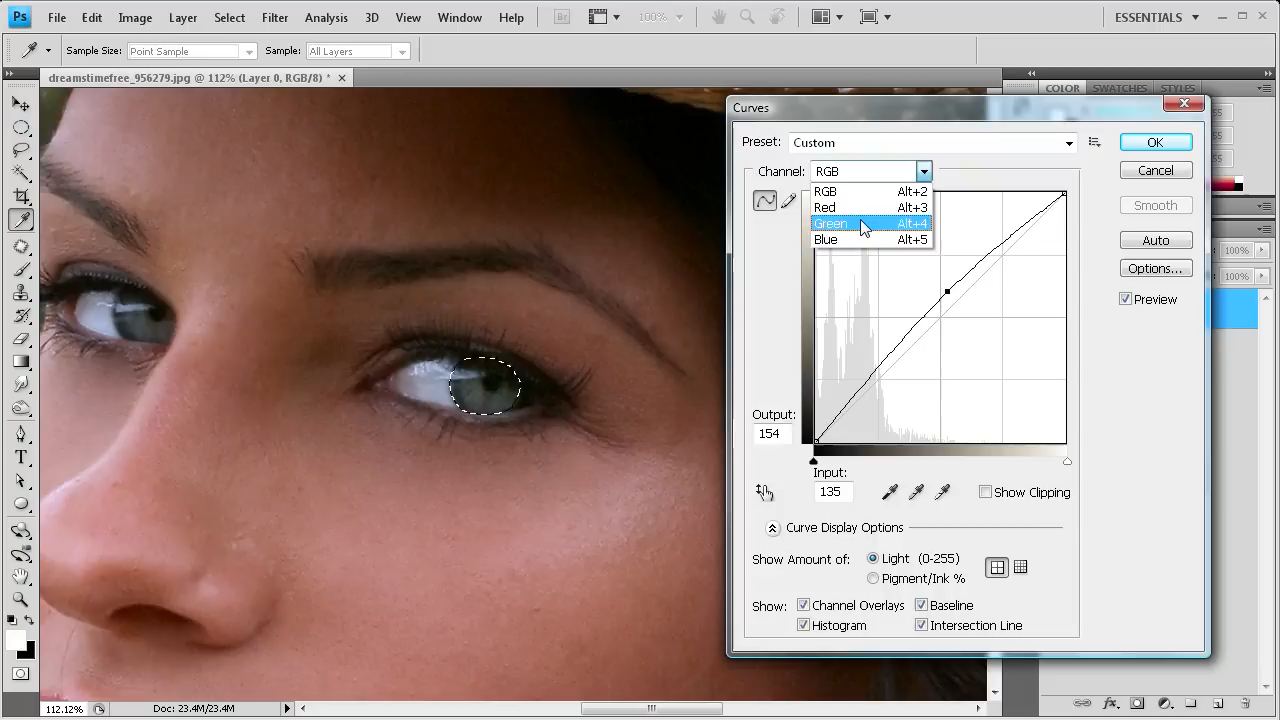 Ps File Edit Image Layer Select Filter Analysis 3D View Window Help Br 100% ESSENTIALS
Sample Size: Point Sample Sample: All Layers
dreamstimefree_956279.jpg @ 112% (Layer 0, RGB/8) *
COLOR SWATCHES STYLES
Curves
Preset: Custom
OK
Channel: RGB
Cancel
RGB Alt+2
Red Alt+3
Green Alt+4
Blue Alt+5
Smooth
Auto
Options...
Preview
100%
100%
Output:
154
Input:
135
Show Clipping
Curve Display Options
Show Amount of: Light (0-255)
Pigment/Ink %
Show: Channel Overlays Baseline
Histogram Intersection Line
T
112.12% Doc: 23.4M/23.4M
fx